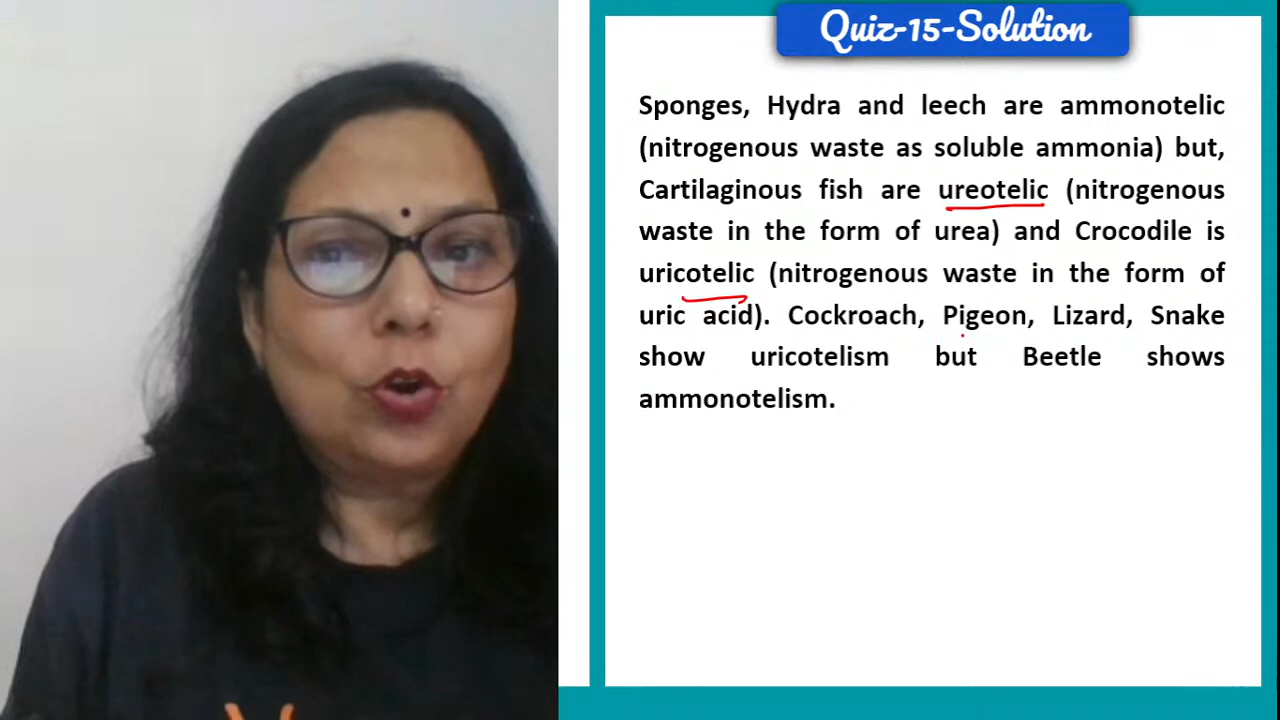 Quiz-15-Solution
Sponges, Hydra and leech are ammonotelic
(nitrogenous waste as soluble ammonia) but,
Cartilaginous fish are ureotelic (nitrogenous
waste in the form of urea) and Crocodile is
uricotelic (nitrogenous waste in the form of
uric acid). Cockroach, Pigeon, Lizard, Snake
show uricotelism but Beetle shows
ammonotelism.